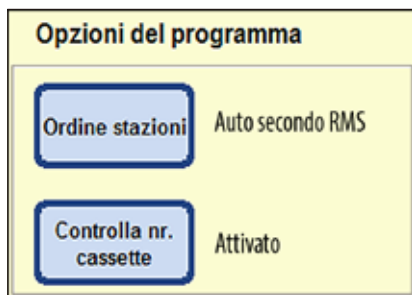 Opzioni del programma
Ordine stazioni
Auto secondo RMS
Controlla nr.
cassette
Attivato